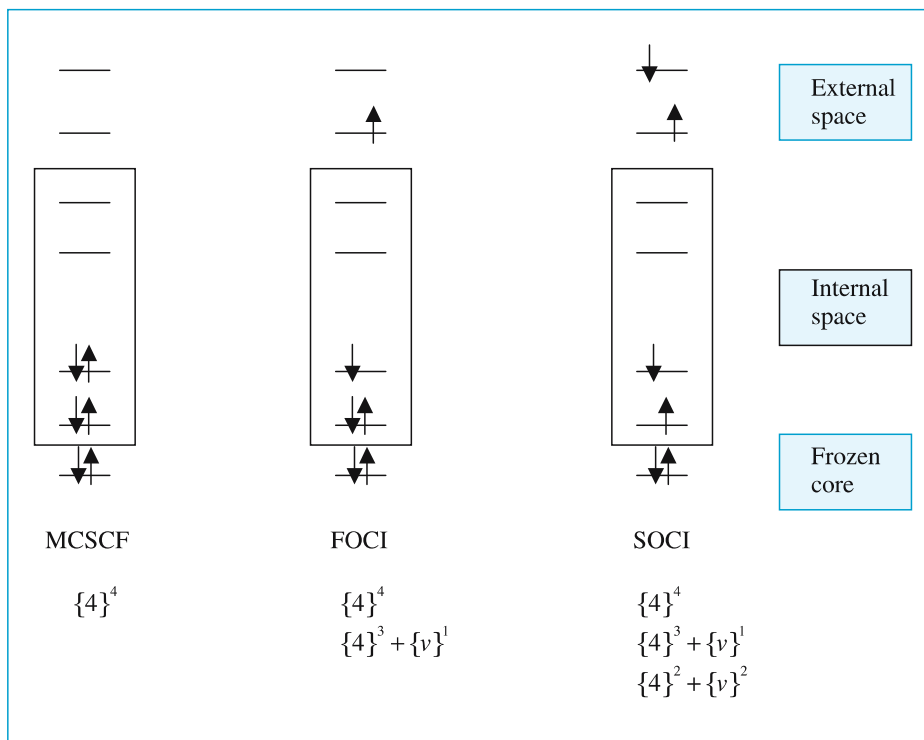 External
space
Internal
space
Frozen
core
MCSCF
FOCI
SOCI
{4}⁴
{4}⁴
{4}³ + {v}¹
{4}⁴
{4}³ + {v}¹
{4}² + {v}²